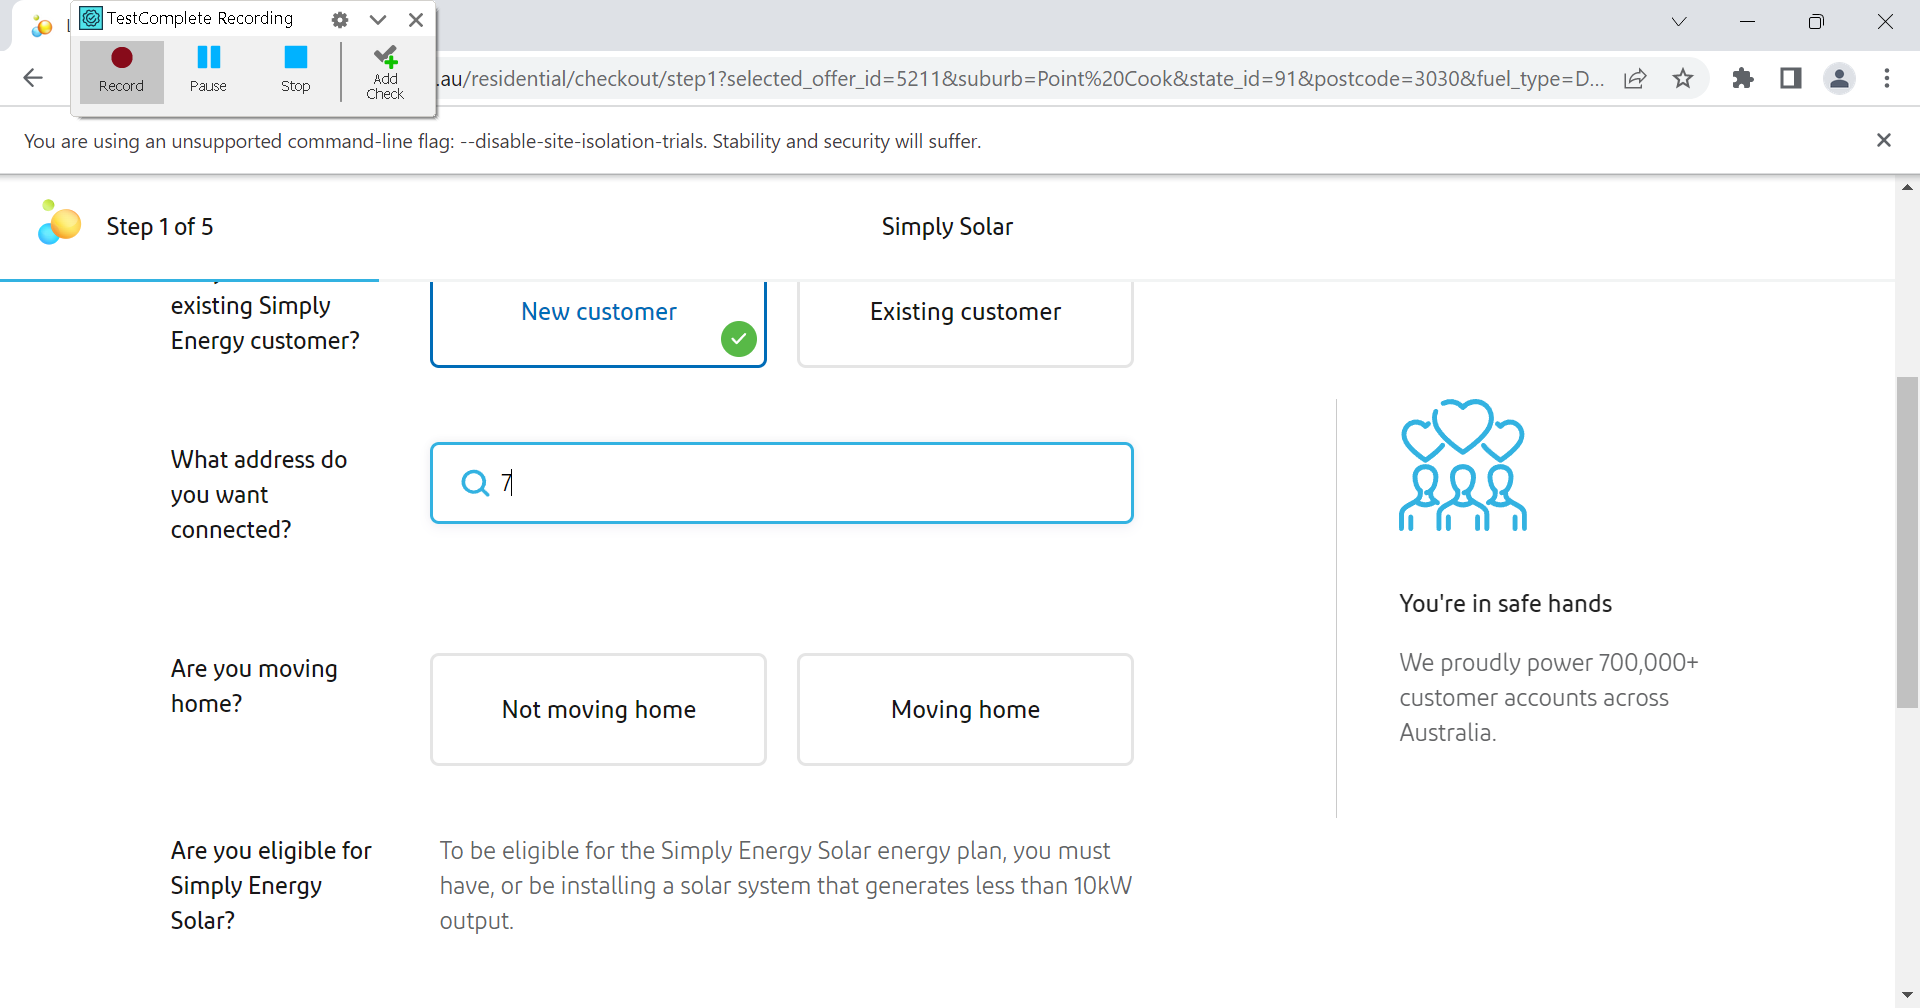 TestComplete Recording
Record
Pause
Stop
Add
Check
.au/residential/checkout/step1?selected_offer_id=5211&suburb=Point%20Cook&state_id=91&postcode=3030&fuel_type=D...
You are using an unsupported command-line flag: --disable-site-isolation-trials. Stability and security will suffer.
Step 1 of 5
Simply Solar
existing Simply
Energy customer?
New customer
Existing customer
What address do
you want
connected?
7
Are you moving
home?
Not moving home
Moving home
Are you eligible for
Simply Energy
Solar?
To be eligible for the Simply Energy Solar energy plan, you must
have, or be installing a solar system that generates less than 10kW
output.
You're in safe hands
We proudly power 700,000+
customer accounts across
Australia.